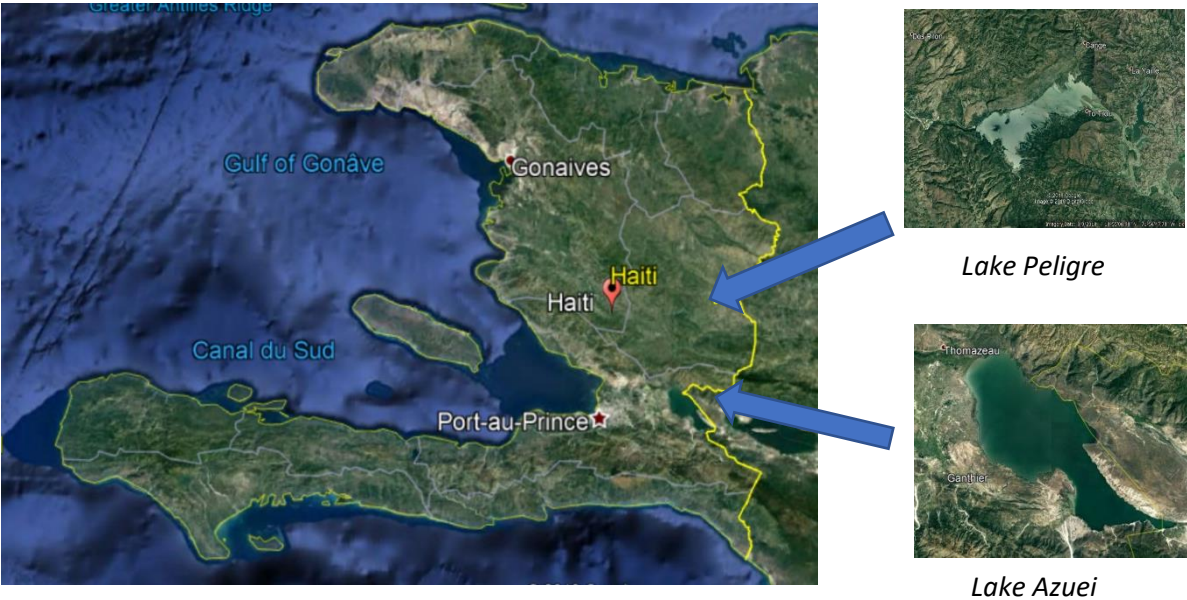 Greater Antilles Ridge
Gulf of Gonâve
Gonaives
Haiti
Haiti
Canal du Sud
Port-au-Prince
Cange
Lake Peligre
Thomazeau
Ganthier
Lake Azuei